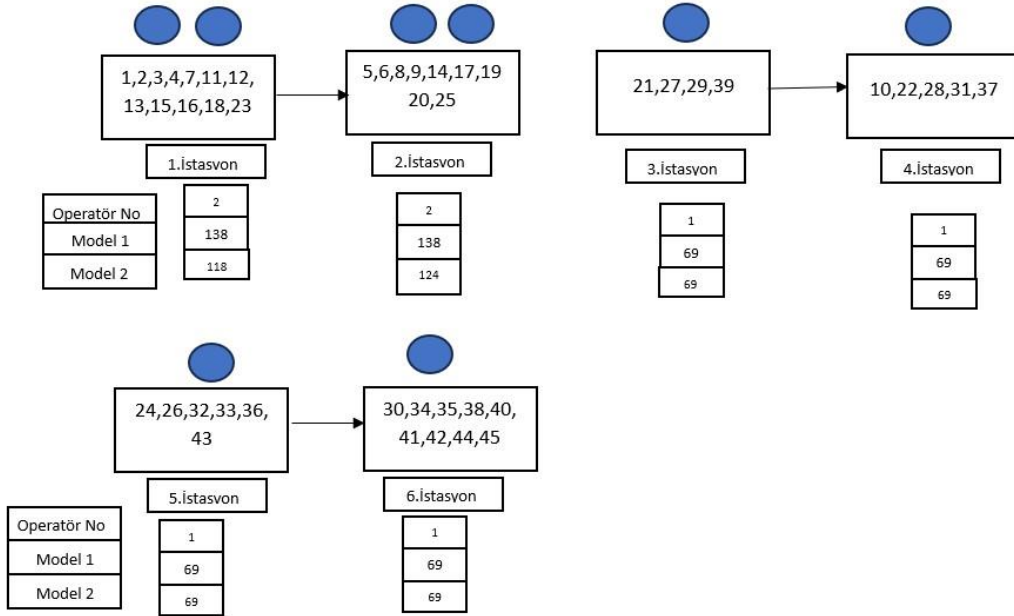 1,2,3,4,7,11,12,
13,15,16,18,23
5,6,8,9,14,17,19
20,25
21,27,29,39
10,22,28,31,37
1.İstasyon
2.İstasyon
3.İstasyon
4.İstasyon
Operatör No
2
2
1
1
Model 1
138
138
69
69
Model 2
118
124
69
69
24,26,32,33,36,
43
30,34,35,38,40,
41,42,44,45
5.İstasyon
6.İstasyon
Operatör No
1
1
Model 1
69
69
Model 2
69
69